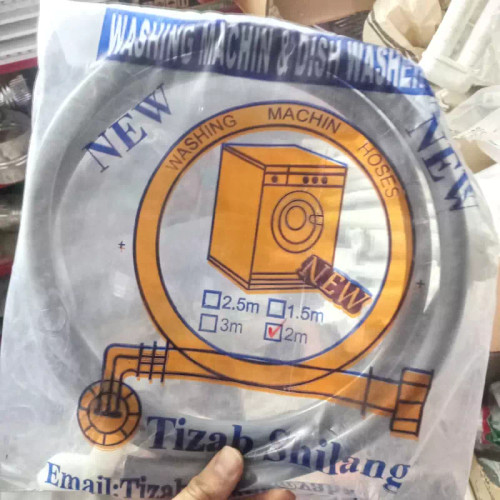 WASHING MACHIN & DISH WASHER
NEW
NEW
WASHING MACHIN HOSES
NEW
2.5m 1.5m
3m 2m
Tizab Shilang
Email:Tizab